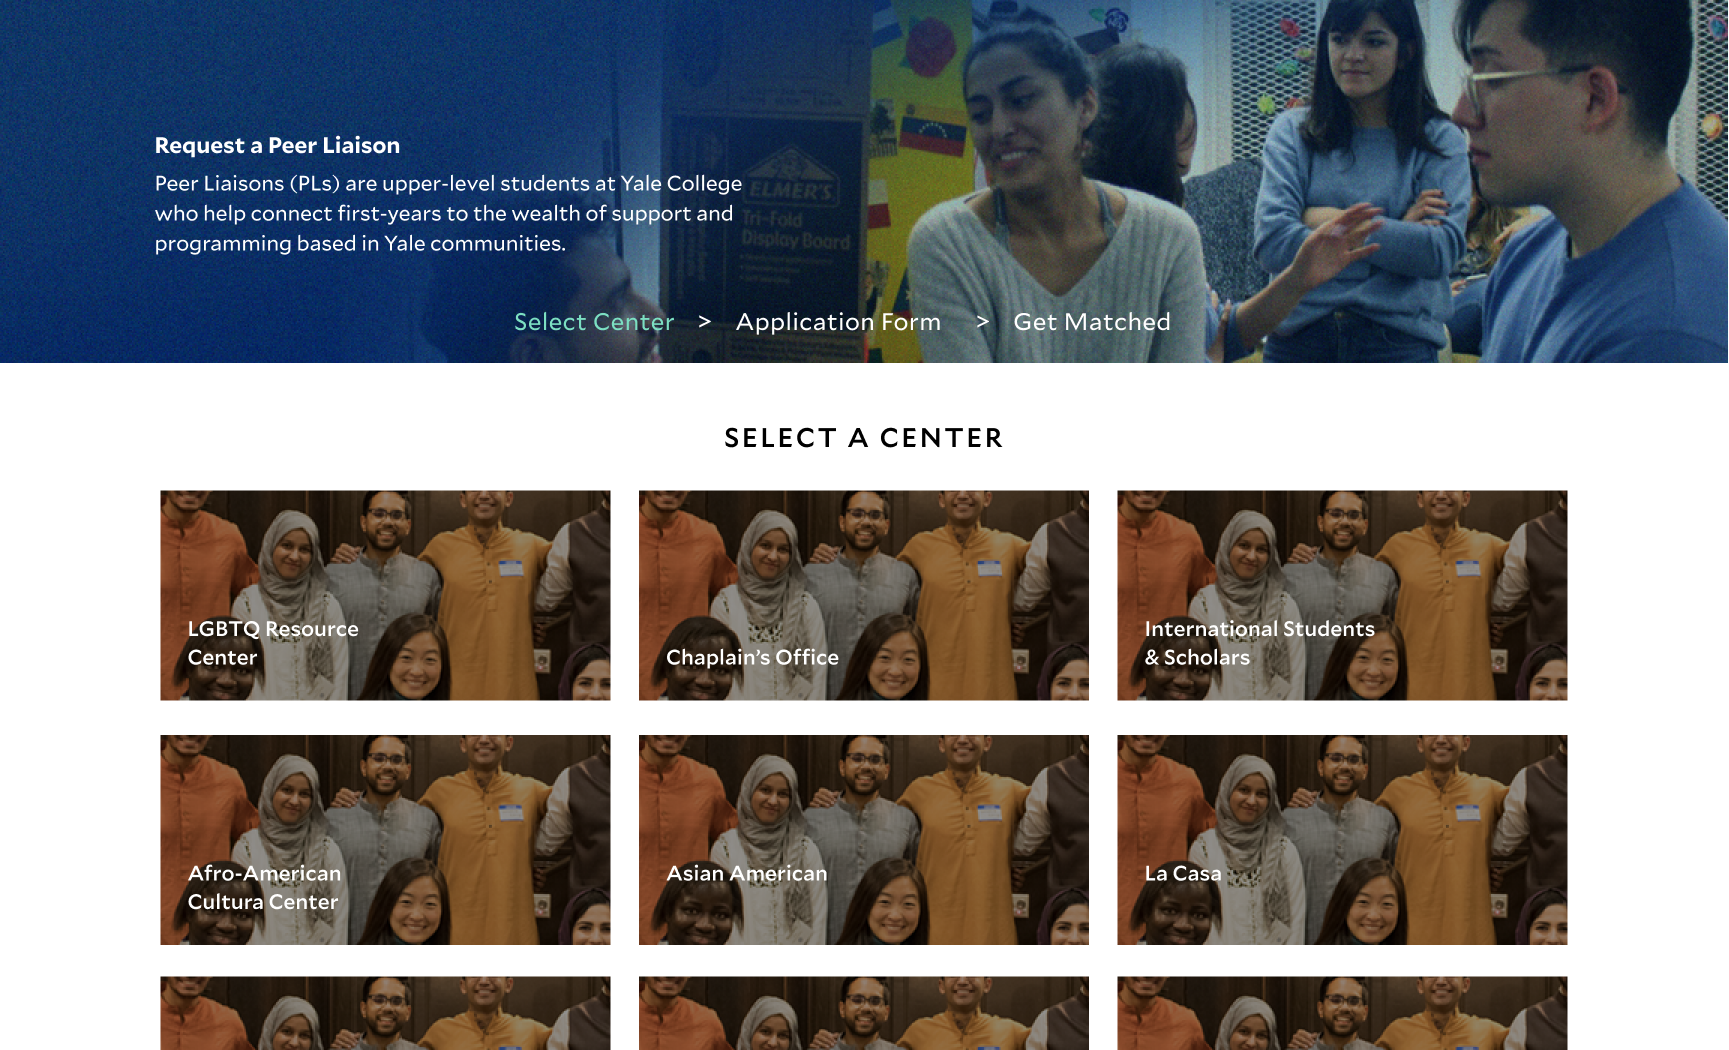 Request a Peer Liaison
Peer Liaisons (PLs) are upper-level students at Yale College
who help connect first-years to the wealth of support and
programming based in Yale communities.
ELMER'S
Tri-Fold
Display Board
Select Center > Application Form > Get Matched
SELECT A CENTER
LGBTQ Resource
Center
Chaplain’s Office
International Students
& Scholars
Afro-American
Cultura Center
Asian American
La Casa